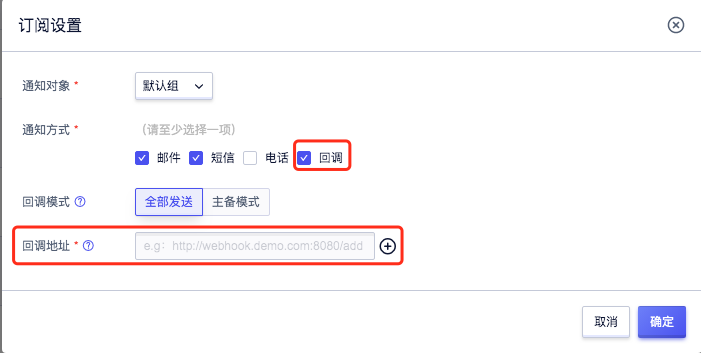 订阅设置
通知对象 * 默认组
通知方式 * （请至少选择一项）
邮件 短信 电话 回调
回调模式 全部发送 主备模式
回调地址 * e.g：http://webhook.demo.com:8080/add
取消 确定